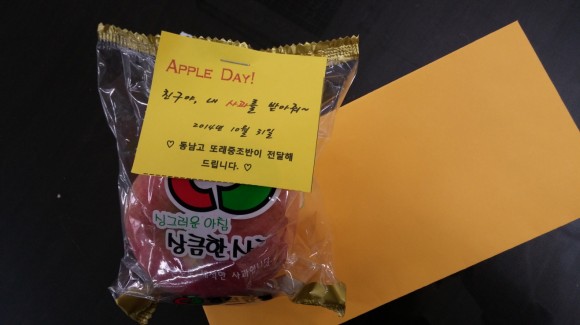 APPLE DAY!
친구야, 내 사과를 받아줘~
2014년 10월 31일
♡ 동남고 또래중조반이 전달해
드립니다. ♡
싱그러운 아침
상큼한 사